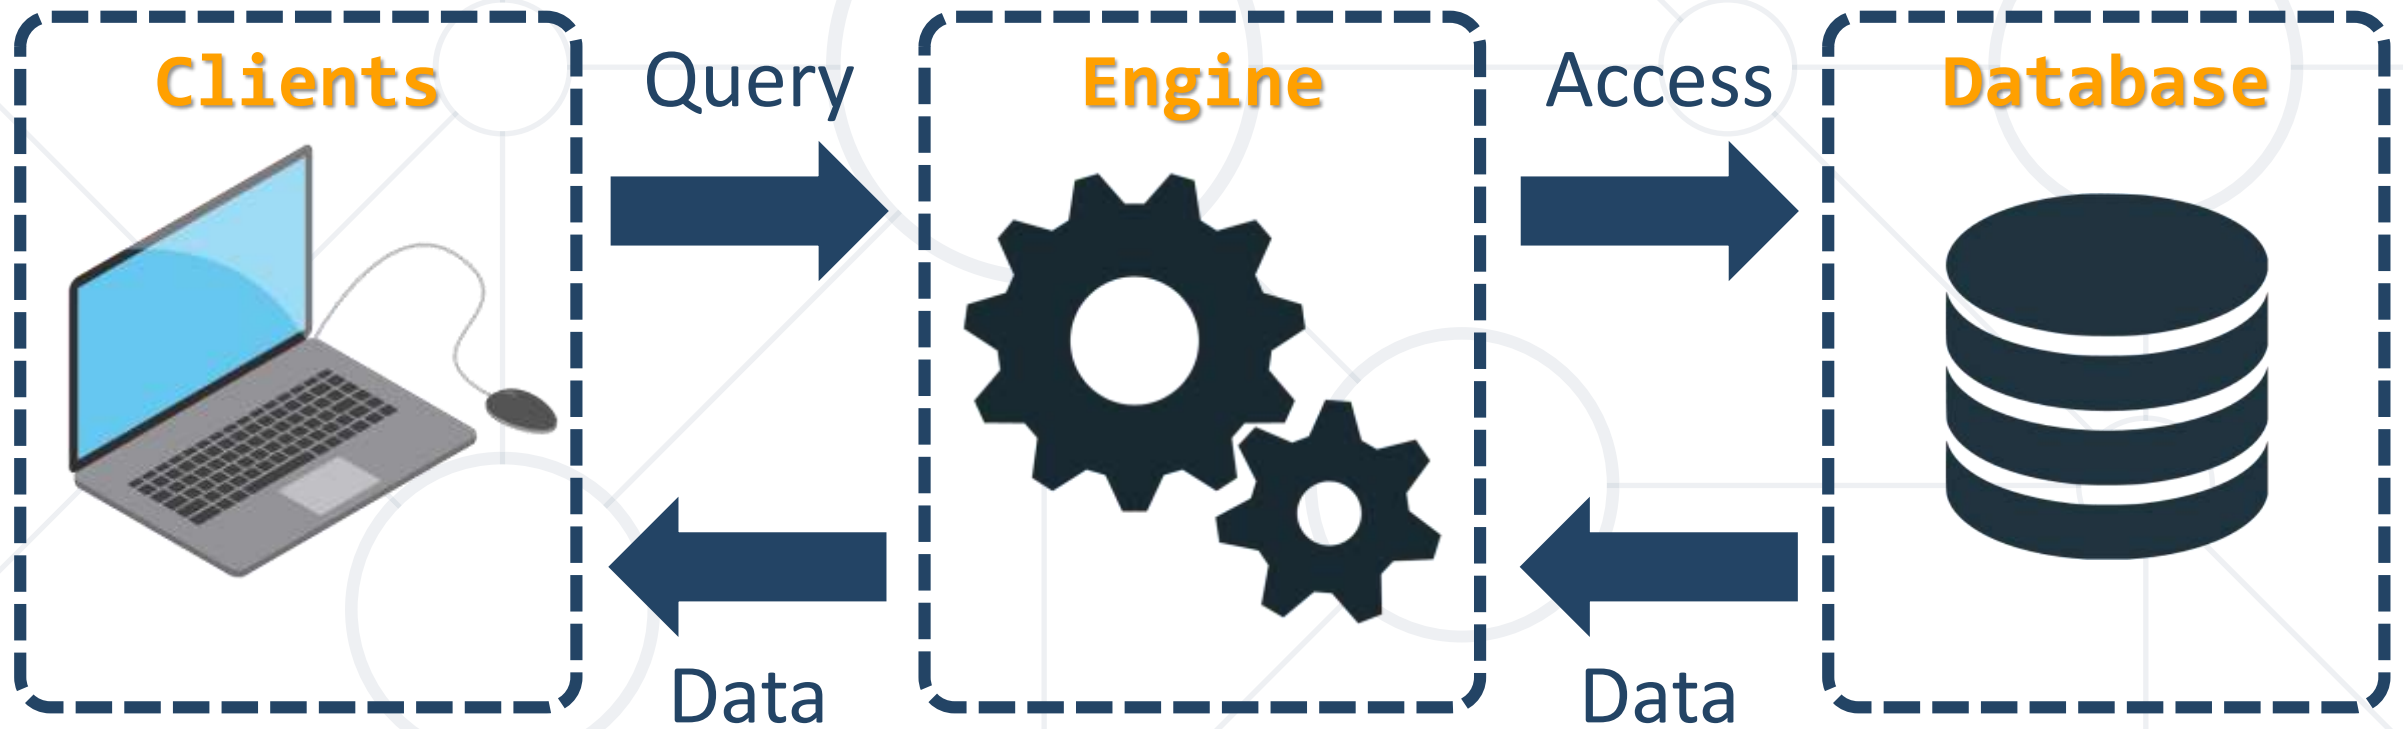 Clients
Query
Engine
Access
Database
Data
Data